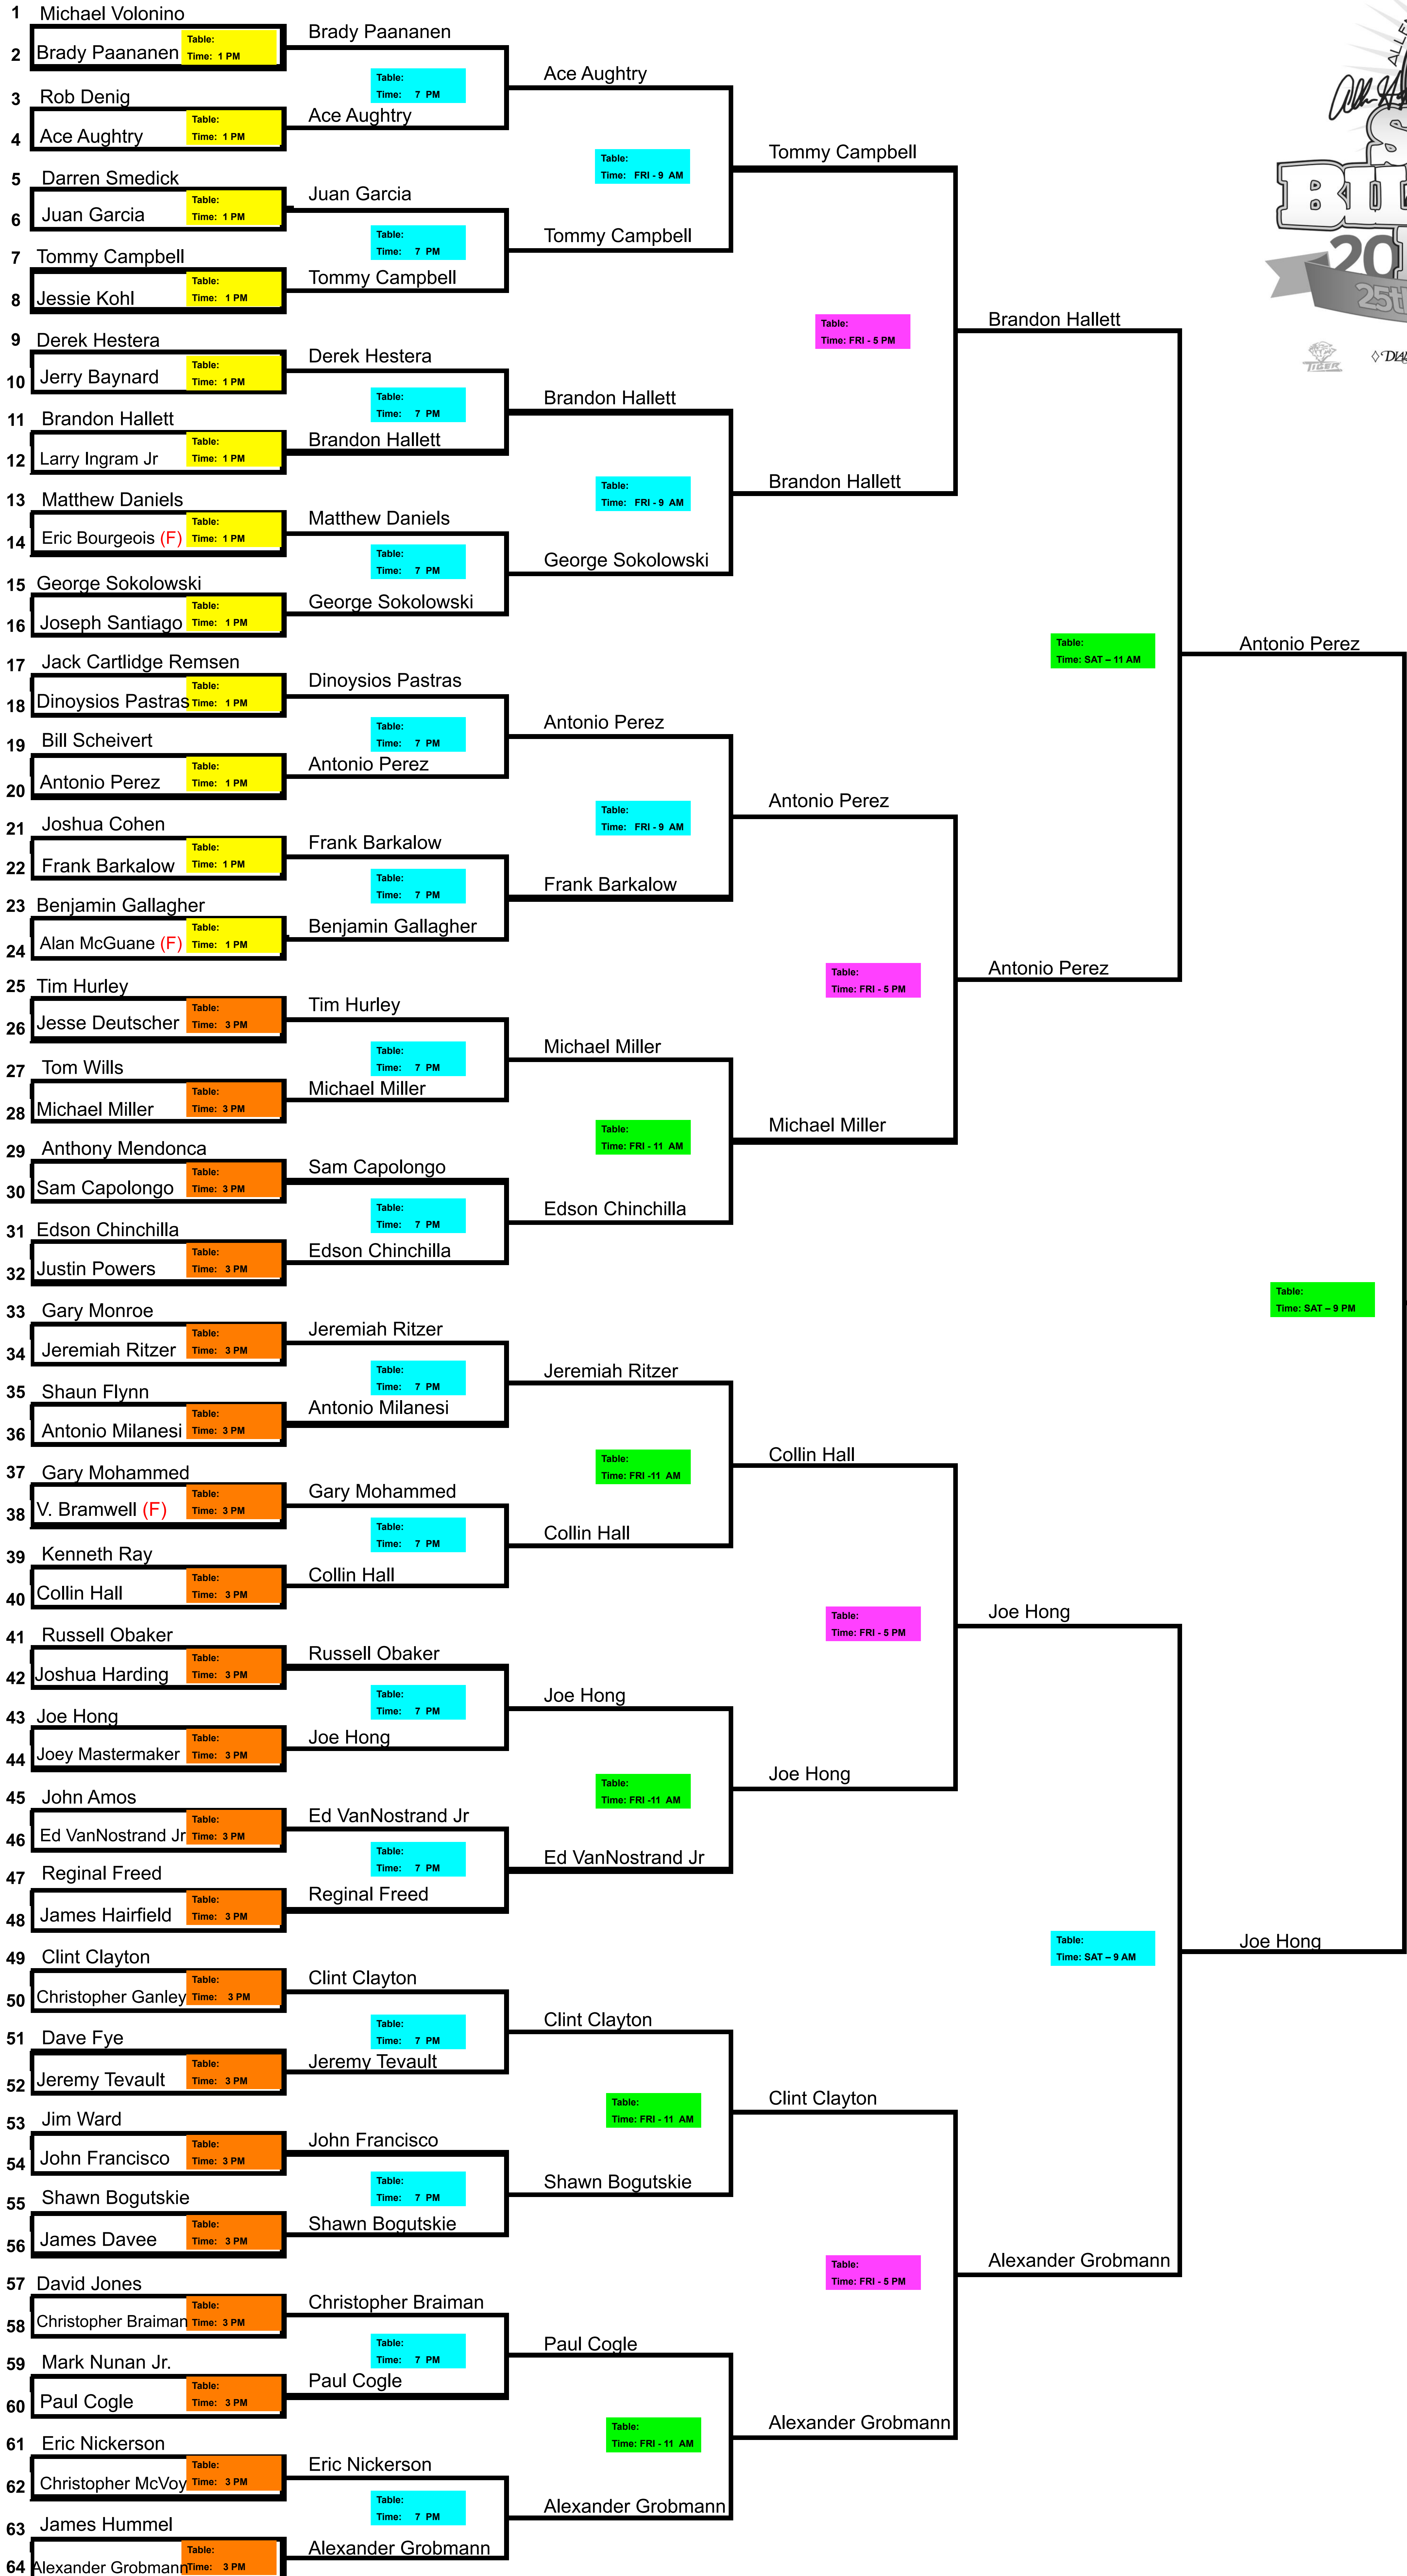 1 Michael Volonino
2 Brady Paananen
Table:
Time: 1 PM
3 Rob Denig
4 Ace Aughtry
Table:
Time: 1 PM
5 Darren Smedick
6 Juan Garcia
Table:
Time: 1 PM
7 Tommy Campbell
8 Jessie Kohl
Table:
Time: 1 PM
9 Derek Hestera
10 Jerry Baynard
Table:
Time: 1 PM
11 Brandon Hallett
12 Larry Ingram Jr
Table:
Time: 1 PM
13 Matthew Daniels
14 Eric Bourgeois (F)
Table:
Time: 1 PM
15 George Sokolowski
16 Joseph Santiago
Table:
Time: 1 PM
17 Jack Cartlidge Remsen
18 Dinoysios Pastras
Table:
Time: 1 PM
19 Bill Scheivert
20 Antonio Perez
Table:
Time: 1 PM
21 Joshua Cohen
22 Frank Barkalow
Table:
Time: 1 PM
23 Benjamin Gallagher
24 Alan McGuane (F)
Table:
Time: 1 PM
25 Tim Hurley
26 Jesse Deutscher
Table:
Time: 3 PM
27 Tom Wills
28 Michael Miller
Table:
Time: 3 PM
29 Anthony Mendonca
30 Sam Capolongo
Table:
Time: 3 PM
31 Edson Chinchilla
32 Justin Powers
Table:
Time: 3 PM
33 Gary Monroe
34 Jeremiah Ritzer
Table:
Time: 3 PM
35 Shaun Flynn
36 Antonio Milanesi
Table:
Time: 3 PM
37 Gary Mohammed
38 V. Bramwell (F)
Table:
Time: 3 PM
39 Kenneth Ray
40 Collin Hall
Table:
Time: 3 PM
41 Russell Obaker
42 Joshua Harding
Table:
Time: 3 PM
43 Joe Hong
44 Joey Mastermaker
Table:
Time: 3 PM
45 John Amos
46 Ed VanNostrand Jr
Table:
Time: 3 PM
47 Reginal Freed
48 James Hairfield
Table:
Time: 3 PM
49 Clint Clayton
50 Christopher Ganley
Table:
Time: 3 PM
51 Dave Fye
52 Jeremy Tevault
Table:
Time: 3 PM
53 Jim Ward
54 John Francisco
Table:
Time: 3 PM
55 Shawn Bogutskie
56 James Davee
Table:
Time: 3 PM
57 David Jones
58 Christopher Braiman
Table:
Time: 3 PM
59 Mark Nunan Jr.
60 Paul Cogle
Table:
Time: 3 PM
61 Eric Nickerson
62 Christopher McVoy
Table:
Time: 3 PM
63 James Hummel
64 Alexander Grobmann
Table:
Time: 3 PM
Brady Paananen
Table:
Time: 7 PM
Ace Aughtry
Juan Garcia
Table:
Time: 7 PM
Tommy Campbell
Derek Hestera
Table:
Time: 7 PM
Brandon Hallett
Matthew Daniels
Table:
Time: 7 PM
George Sokolowski
Dinoysios Pastras
Table:
Time: 7 PM
Antonio Perez
Frank Barkalow
Table:
Time: 7 PM
Benjamin Gallagher
Tim Hurley
Table:
Time: 7 PM
Michael Miller
Sam Capolongo
Table:
Time: 7 PM
Edson Chinchilla
Jeremiah Ritzer
Table:
Time: 7 PM
Antonio Milanesi
Gary Mohammed
Table:
Time: 7 PM
Collin Hall
Russell Obaker
Table:
Time: 7 PM
Joe Hong
Ed VanNostrand Jr
Table:
Time: 7 PM
Reginal Freed
Clint Clayton
Table:
Time: 7 PM
Jeremy Tevault
John Francisco
Table:
Time: 7 PM
Shawn Bogutskie
Christopher Braiman
Table:
Time: 7 PM
Paul Cogle
Eric Nickerson
Table:
Time: 7 PM
Alexander Grobmann
Ace Aughtry
Table:
Time: FRI - 9 AM
Tommy Campbell
Brandon Hallett
Table:
Time: FRI - 9 AM
George Sokolowski
Antonio Perez
Table:
Time: FRI - 9 AM
Frank Barkalow
Michael Miller
Table:
Time: FRI - 11 AM
Edson Chinchilla
Jeremiah Ritzer
Table:
Time: FRI -11 AM
Collin Hall
Joe Hong
Table:
Time: FRI -11 AM
Ed VanNostrand Jr
Clint Clayton
Table:
Time: FRI - 11 AM
Shawn Bogutskie
Paul Cogle
Table:
Time: FRI - 11 AM
Alexander Grobmann
Tommy Campbell
Table:
Time: FRI - 5 PM
Brandon Hallett
Antonio Perez
Table:
Time: FRI - 5 PM
Michael Miller
Collin Hall
Table:
Time: FRI - 5 PM
Joe Hong
Clint Clayton
Table:
Time: FRI - 5 PM
Alexander Grobmann
Brandon Hallett
Table:
Time: SAT – 11 AM
Antonio Perez
Joe Hong
Table:
Time: SAT – 9 AM
Alexander Grobmann
Antonio Perez
Table:
Time: SAT – 9 PM
Joe Hong
25th
TIGER